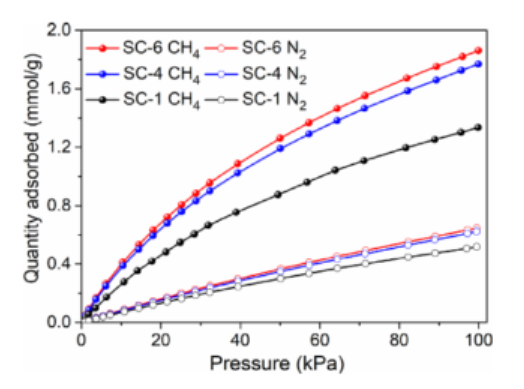 2.0
SC-6 CH₄ SC-6 N₂
SC-4 CH₄ SC-4 N₂
SC-1 CH₄ SC-1 N₂
1.6
1.2
0.8
0.4
0.0
Quantity adsorbed (mmol/g)
0 20 40 60 80 100
Pressure (kPa)